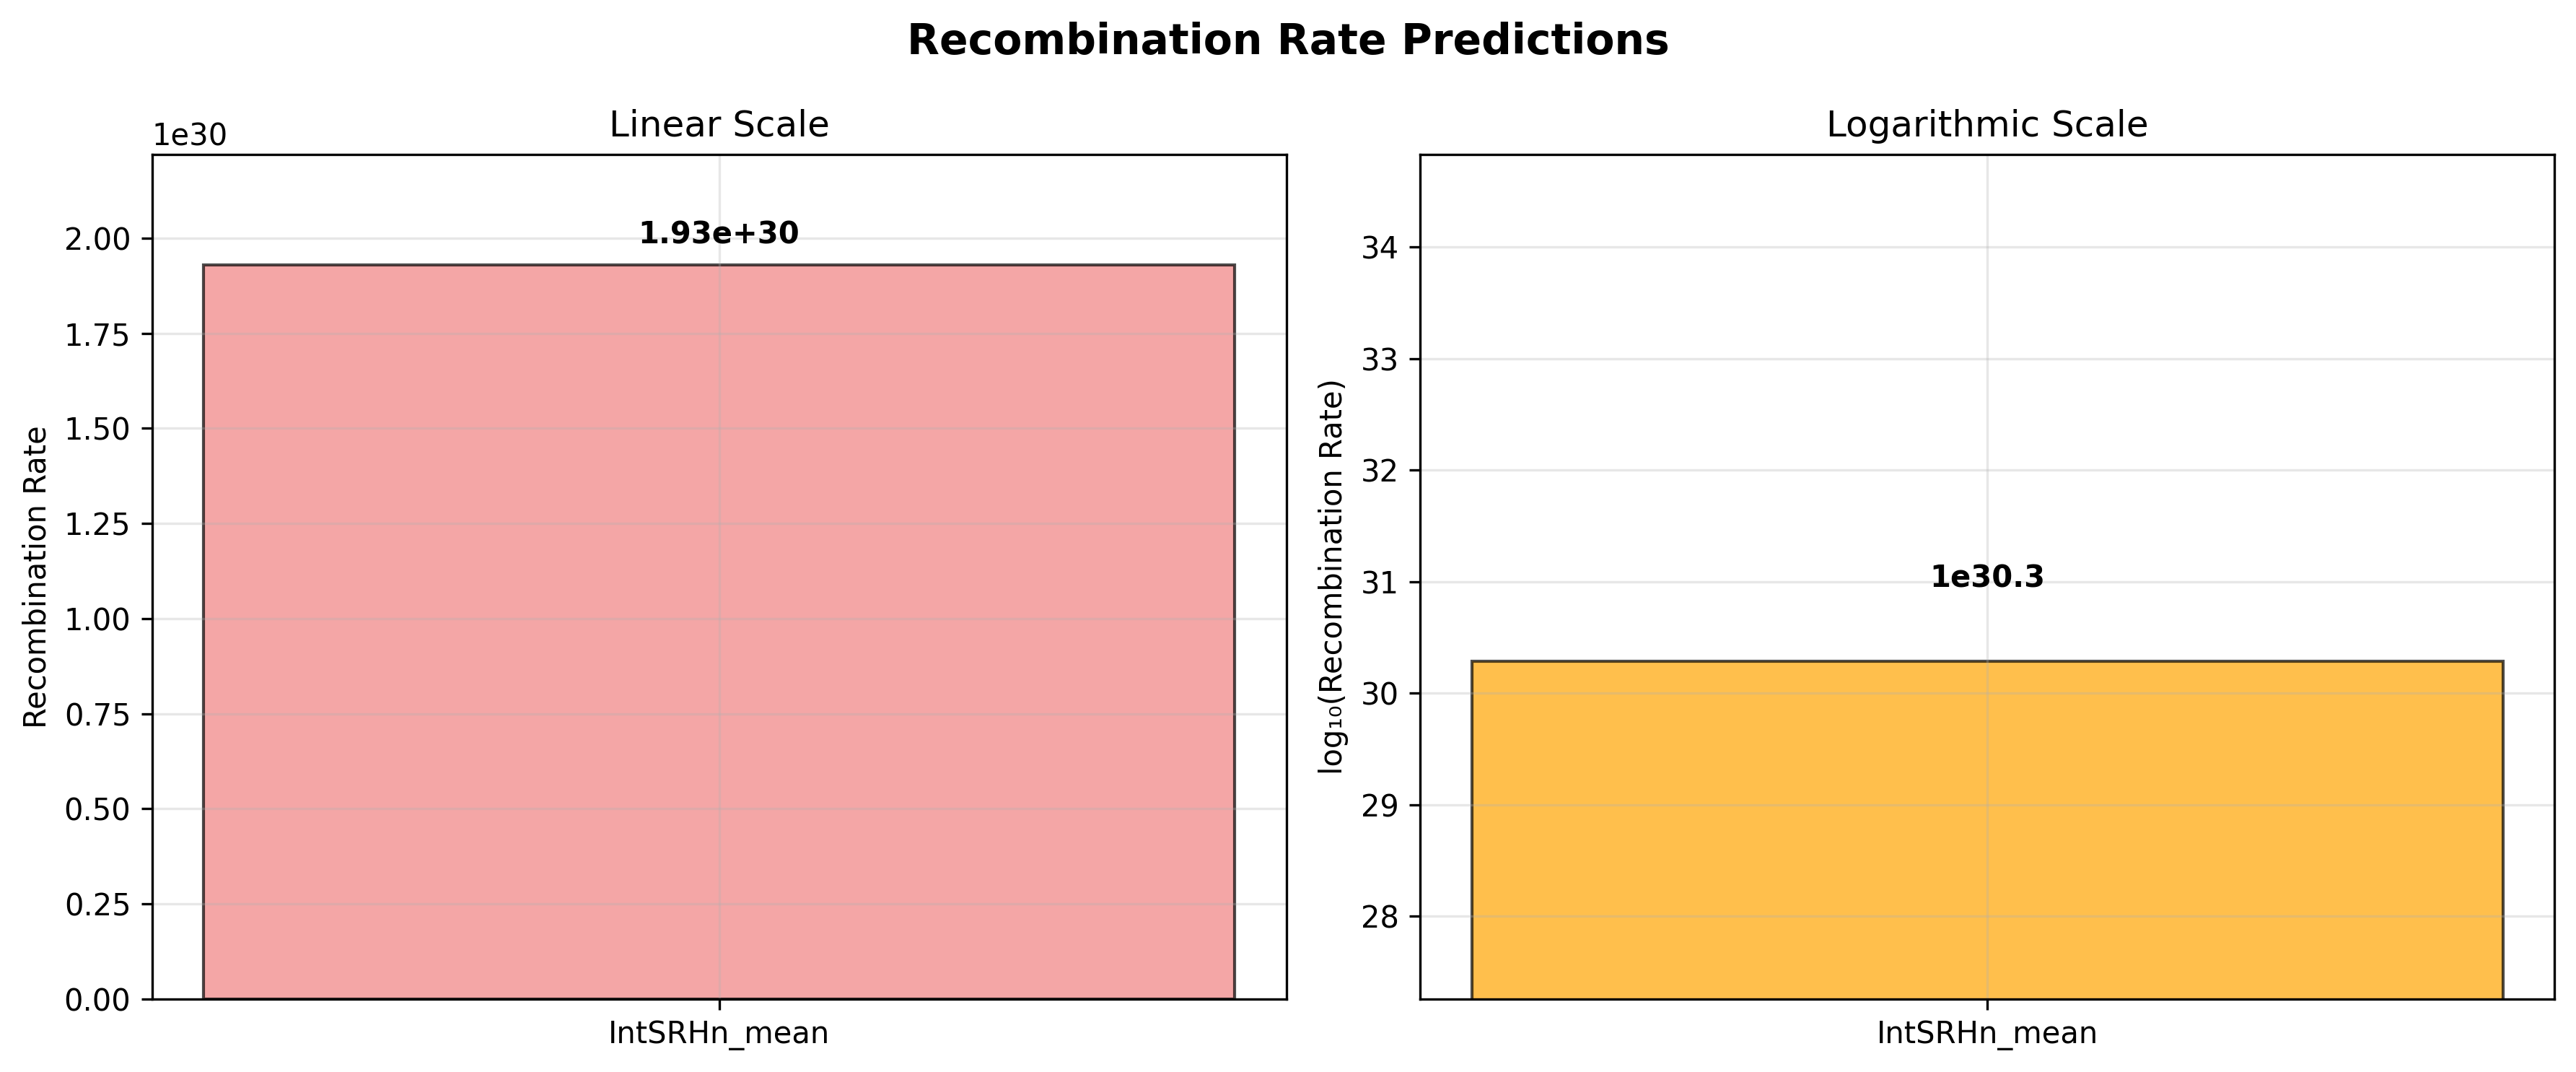 Recombination Rate Predictions
Linear Scale
1e30
2.00
1.75
1.50
1.25
1.00
0.75
0.50
0.25
0.00
Recombination Rate
1.93e+30
IntSRHn_mean
Logarithmic Scale
34
33
32
31
30
29
28
log₁₀(Recombination Rate)
1e30.3
IntSRHn_mean